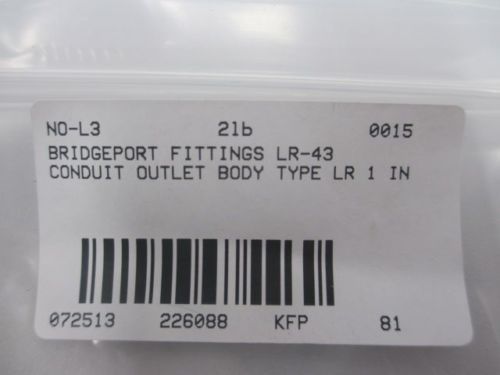 NO-L3 2lb 0015
BRIDGEPORT FITTINGS LR-43
CONDUIT OUTLET BODY TYPE LR 1 IN
072513 226088 KFP 81